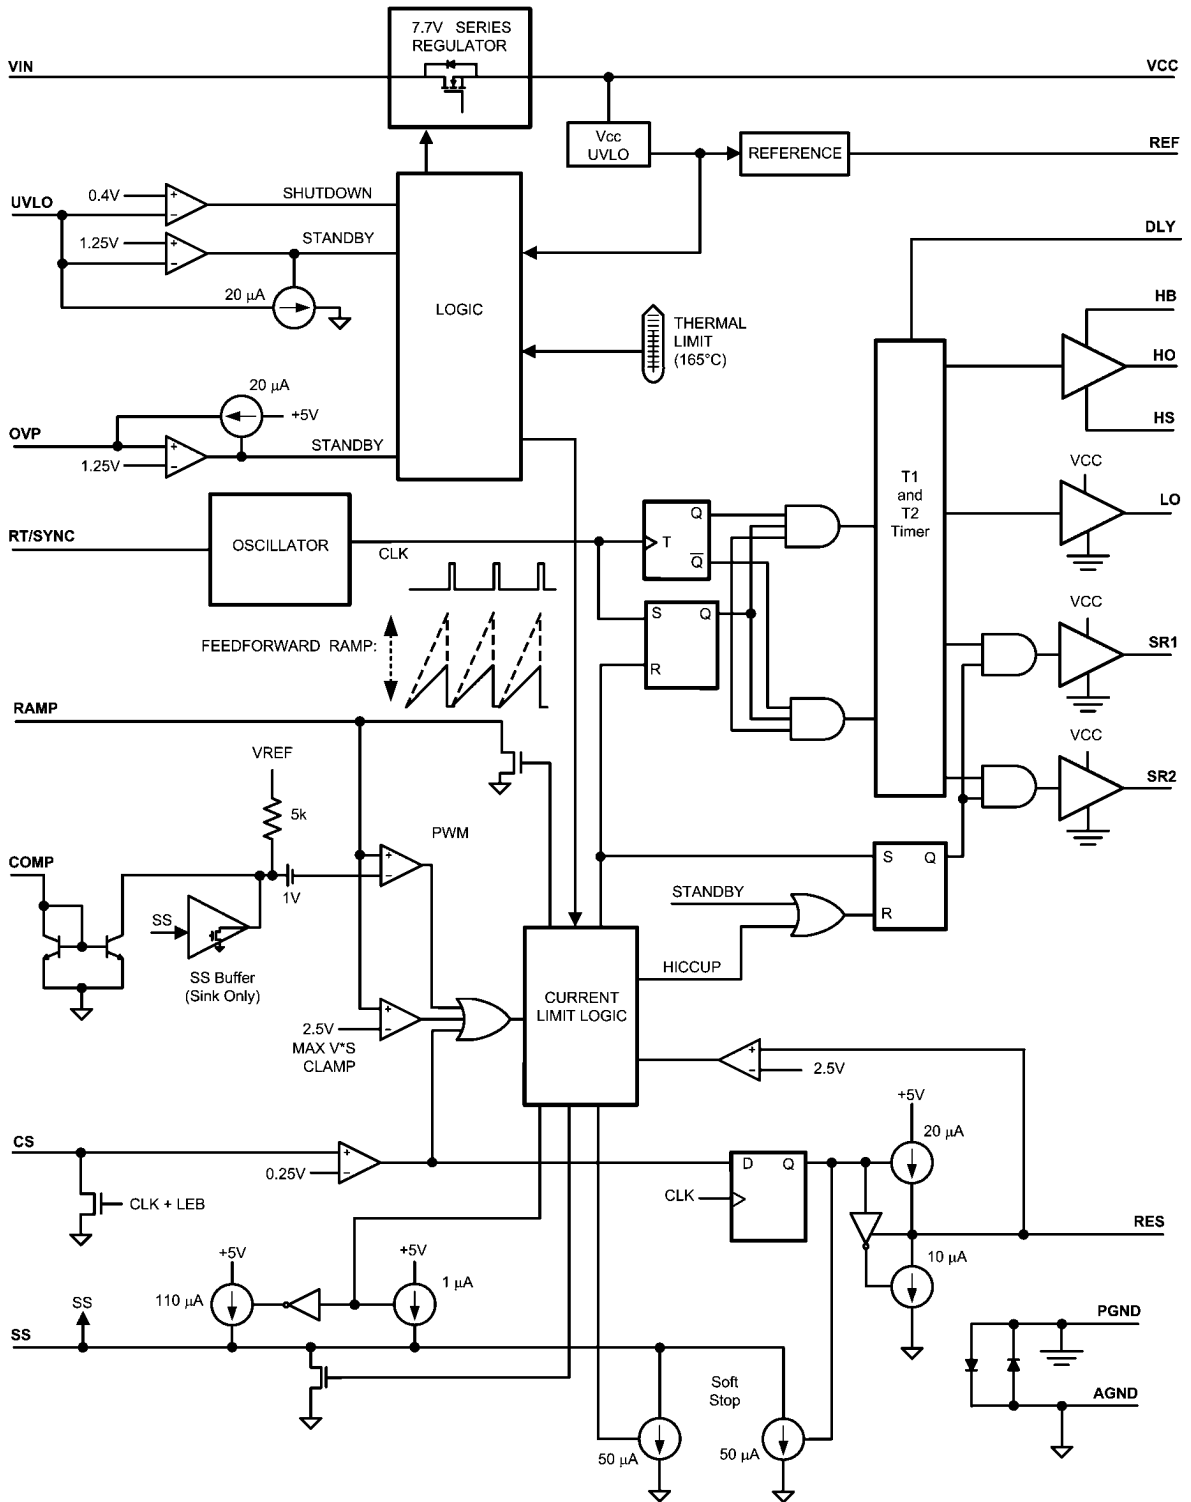 7.7V SERIES
REGULATOR
VIN
VCC
Vcc
UVLO
REFERENCE
REF
0.4V
SHUTDOWN
UVLO
1.25V
STANDBY
20 µA
LOGIC
THERMAL
LIMIT
(165°C)
DLY
HB
HO
HS
20 µA
+5V
OVP
1.25V
STANDBY
T1
and
T2
Timer
VCC
LO
RT/SYNC
OSCILLATOR
CLK
T
Q
Q
S
Q
R
FEEDFORWARD RAMP:
VCC
SR1
RAMP
VREF
5k
VCC
SR2
PWM
COMP
1V
SS
SS Buffer
(Sink Only)
STANDBY
S
Q
R
HICCUP
CURRENT
LIMIT LOGIC
2.5V
MAX V*S
CLAMP
2.5V
+5V
20 µA
CS
0.25V
CLK + LEB
D
Q
CLK
RES
10 µA
+5V
110 µA
+5V
1 µA
SS
SS
PGND
AGND
Soft
Stop
50 µA
50 µA
+
−
+
−
+
−
+
−
+
−
+
−
+
−